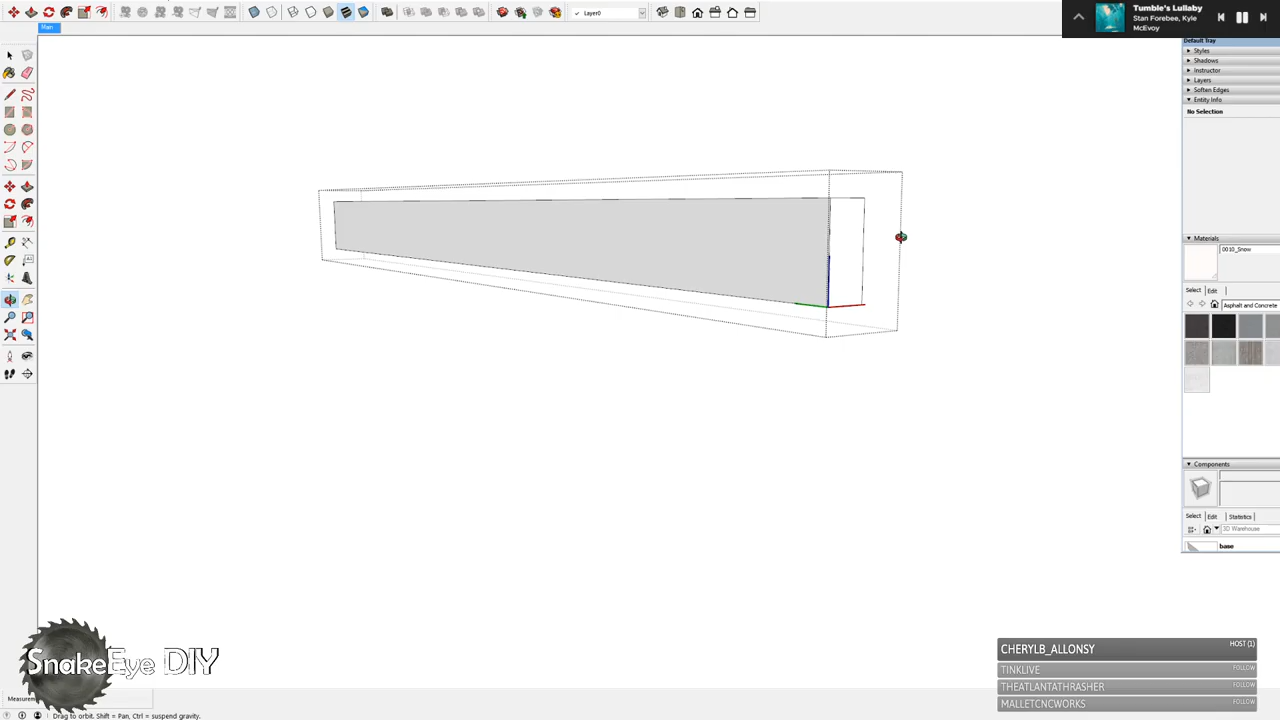 Layer0
Tumble's Lullaby
Stan Forebee, Kyle
McEvoy
Main
Default Tray
Styles
Shadows
Instructor
Layers
Soften Edges
Entity Info
No Selection
Materials
0010_Snow
Select Edit
Asphalt and Concrete
Components
Select Edit Statistics
3D Warehouse
base
SnakeEye DIY
CHERYLB_ALLONSY HOST (1)
TINKLIVE FOLLOW
THEATLANTATHRASHER FOLLOW
MALLETCNCWORKS FOLLOW
Measurem
Drag to orbit. Shift = Pan, Ctrl = suspend gravity.